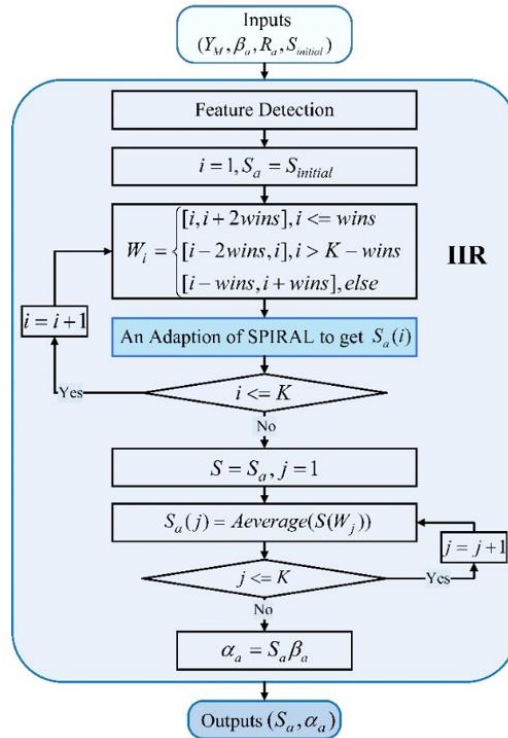 Inputs
(Y_M, β_a, R_a, S_initial)
Feature Detection
i = 1, S_a = S_initial
W_i = { [i, i + 2wins], i <= wins
[i − 2wins, i], i > K − wins
[i − wins, i + wins], else
IIR
i = i + 1
An Adaption of SPIRAL to get S_a(i)
Yes
i <= K
No
S = S_a, j = 1
S_a(j) = Aeverage(S(W_j))
j = j + 1
j <= K
Yes
No
α_a = S_a β_a
Outputs (S_a, α_a)